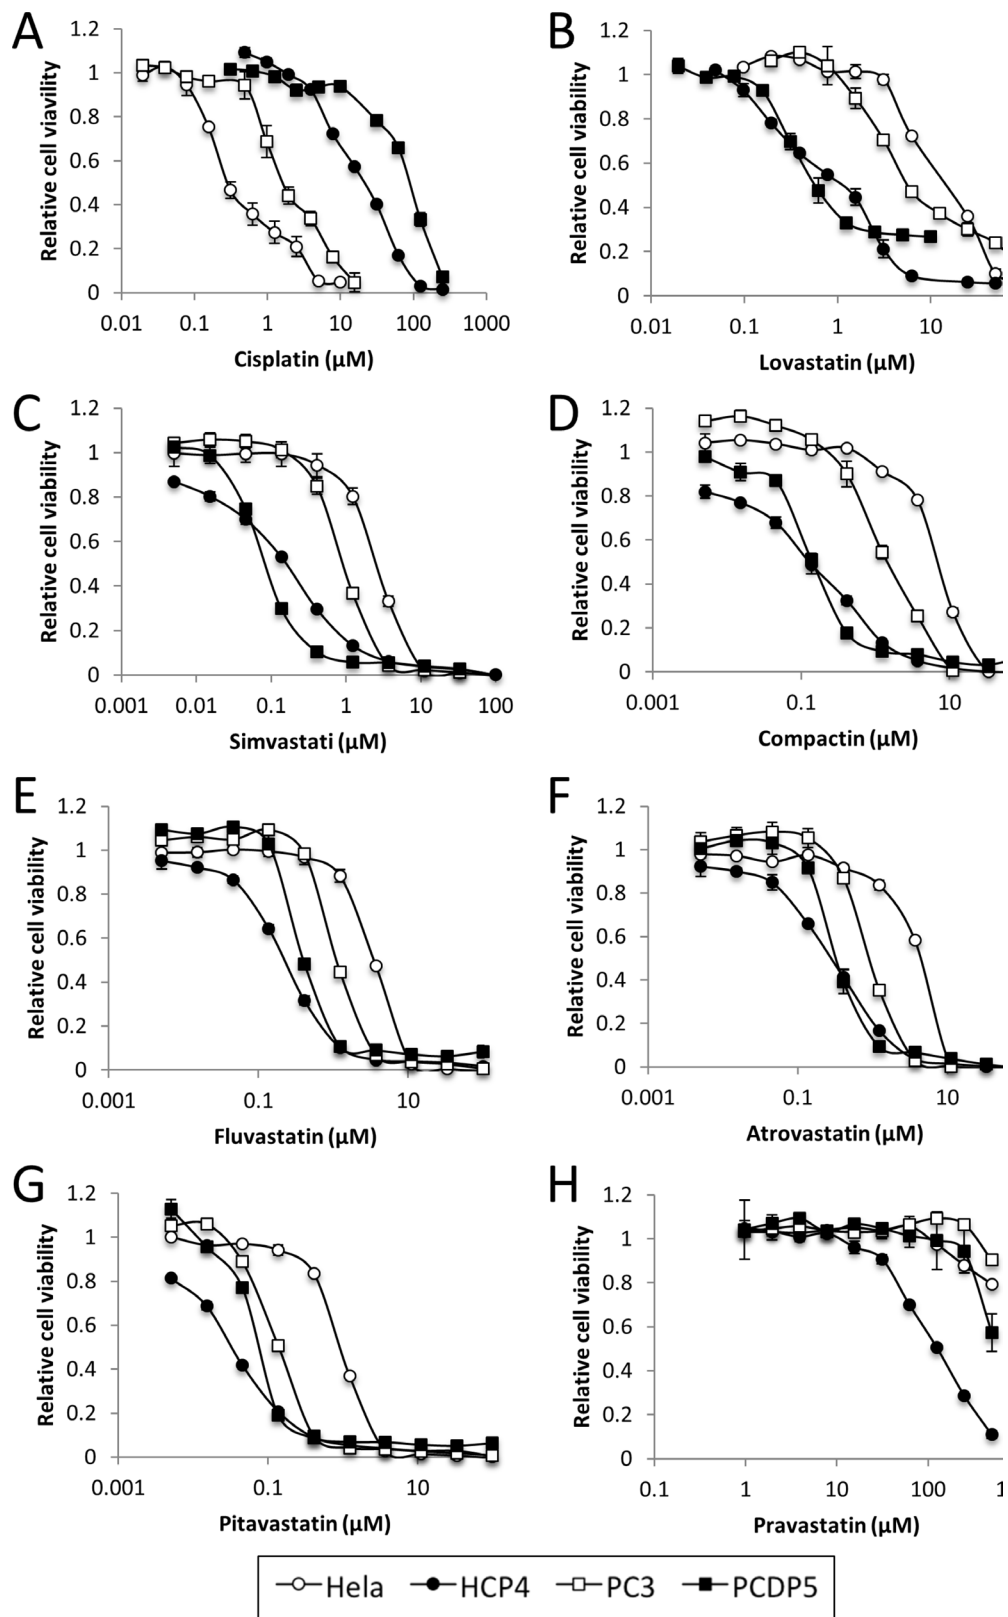 A
1.2
1
0.8
0.6
0.4
0.2
0
Relative cell viavility
0.01 0.1 1 10 100 1000
Cisplatin (µM)
B
1.2
1
0.8
0.6
0.4
0.2
0
Relative cell viability
0.01 0.1 1 10
Lovastatin (µM)
C
1.2
1
0.8
0.6
0.4
0.2
0
Relative cell viability
0.001 0.01 0.1 1 10 100
Simvastati (µM)
D
1.2
1
0.8
0.6
0.4
0.2
0
Relative cell viability
0.001 0.1 10
Compactin (µM)
E
1.2
1
0.8
0.6
0.4
0.2
0
Relative cell viability
0.001 0.1 10
Fluvastatin (µM)
F
1.2
1
0.8
0.6
0.4
0.2
0
Relative cell viability
0.001 0.1 10
Atrovastatin (µM)
G
1.2
1
0.8
0.6
0.4
0.2
0
Relative cell viability
0.001 0.1 10
Pitavastatin (µM)
H
1.2
1
0.8
0.6
0.4
0.2
0
Relative cell viability
0.1 1 10 100
Pravastatin (µM)
Hela HCP4 PC3 PCDP5